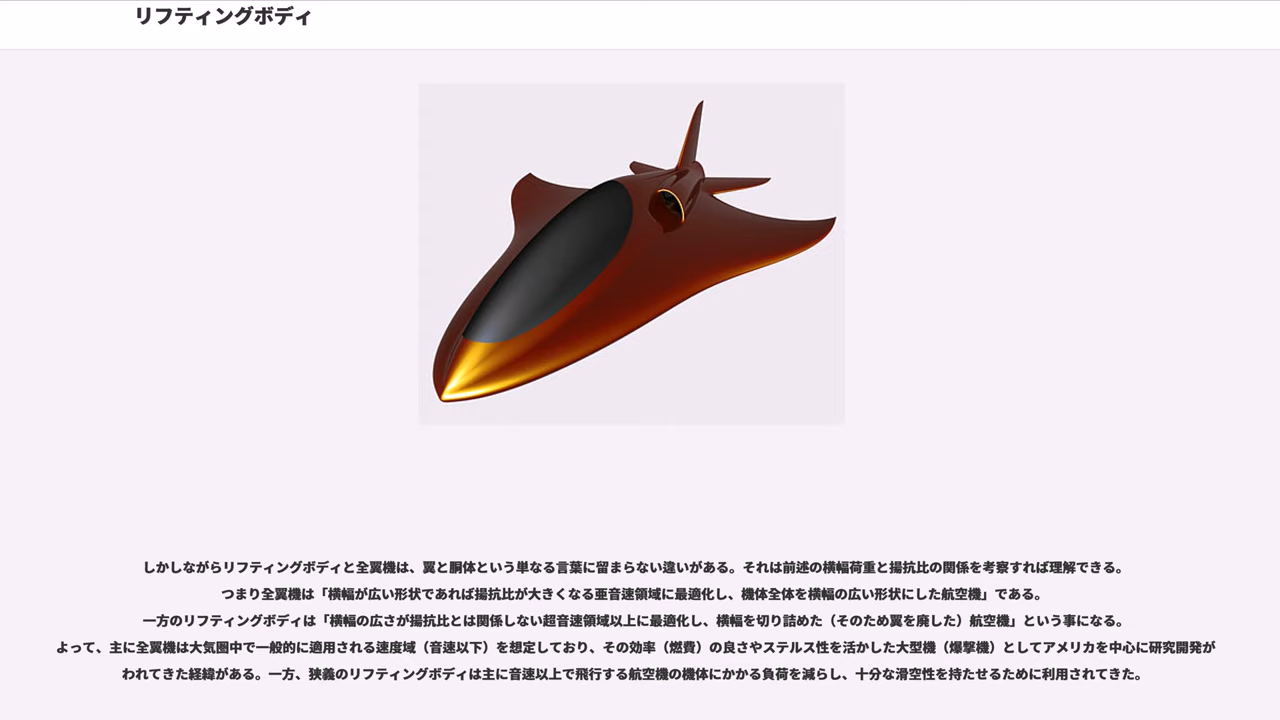 リフティングボディ
しかしながらリフティングボディと全翼機は、翼と胴体という単なる言葉に留まらない違いがある。それは前述の横幅荷重と揚抗比の関係を考察すれば理解できる。
つまり全翼機は「横幅が広い形状であれば揚抗比が大きくなる亜音速領域に最適化し、機体全体を横幅の広い形状にした航空機」である。
一方のリフティングボディは「横幅の広さが揚抗比とは関係しない超音速領域以上に最適化し、横幅を切り詰めた（そのため翼を廃した）航空機」という事になる。
よって、主に全翼機は大気圏中で一般的に適用される速度域（音速以下）を想定しており、その効率（燃費）の良さやステルス性を活かした大型機（爆撃機）としてアメリカを中心に研究開発が
われてきた経緯がある。一方、狭義のリフティングボディは主に音速以上で飛行する航空機の機体にかかる負荷を減らし、十分な滑空性を持たせるために利用されてきた。